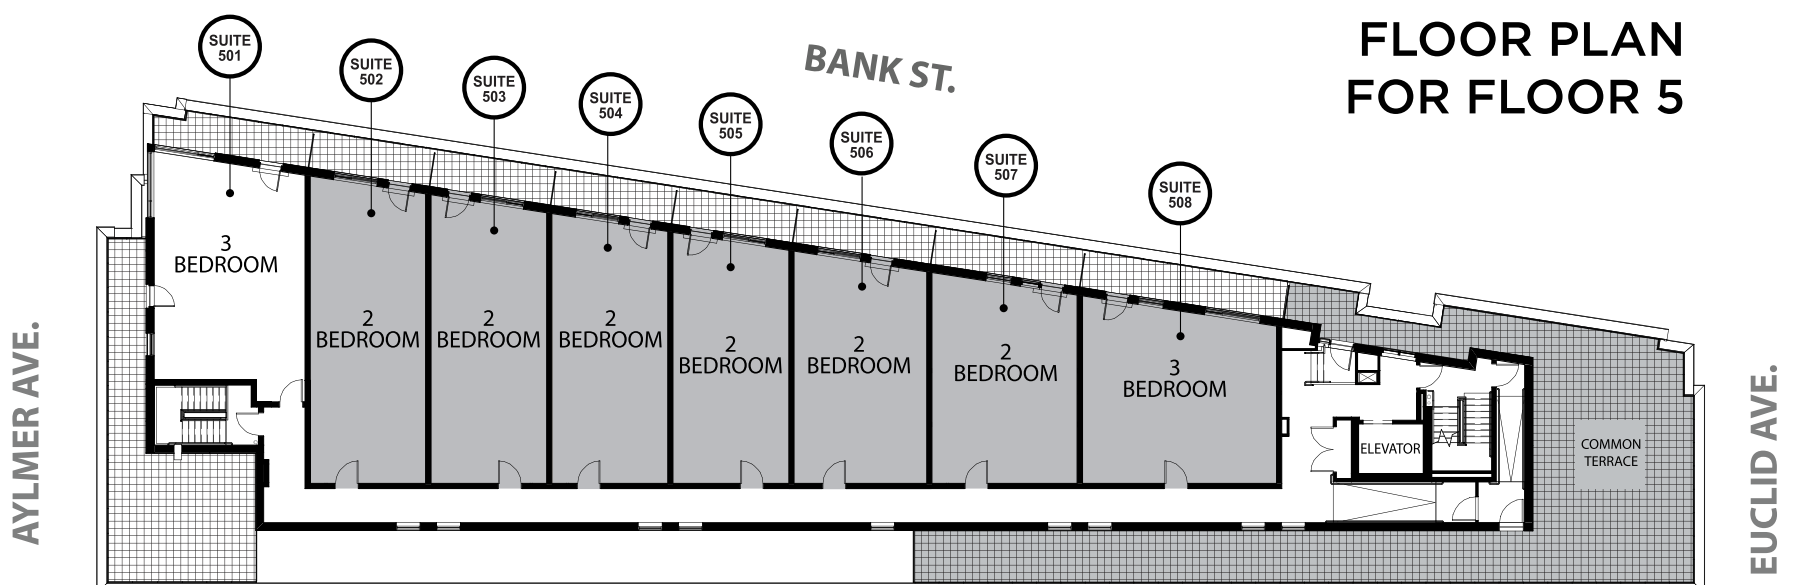 FLOOR PLAN
FOR FLOOR 5
BANK ST.
SUITE
501
SUITE
502
SUITE
503
SUITE
504
SUITE
505
SUITE
506
SUITE
507
SUITE
508
3
BEDROOM
2
BEDROOM
2
BEDROOM
2
BEDROOM
2
BEDROOM
2
BEDROOM
2
BEDROOM
3
BEDROOM
ELEVATOR
COMMON
TERRACE
AYLMER AVE.
EUCLID AVE.